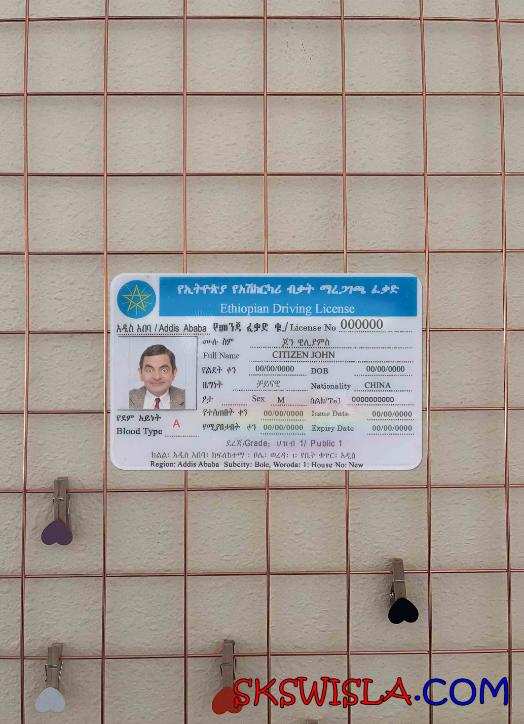 የኢትዮጵያ የአሽከርካሪ ብቃት ማረጋገጫ ፈቃድ
Ethiopian Driving License
አዲስ አበባ / Addis Ababa የመንጃ ፈቃድ ቁ./ License No 000000
ሙሉ ስም ጆን ዊሊያምስ
Full Name CITIZEN JOHN
የልደት ቀን 00/00/0000 DOB 00/00/0000
ዜግነት ቻይናዊ Nationality CHINA
ፆታ Sex M 0000000000
የደም አይነት
Blood Type A
የተሰጠበት ቀን 00/00/0000 Issue Date 00/00/0000
የሚያበቃበት ቀን 00/00/0000 Expiry Date 00/00/0000
ደረጃ/Grade: ህዝብ 1/ Public 1
ክልል: አዲስ አበባ: ክፍለከተማ : ቦሌ: ወረዳ: ፩: የቤት ቁጥር: አዲስ
Region: Addis Ababa Subcity: Bole, Woroda: 1: House No: New
SKSWISLA.COM